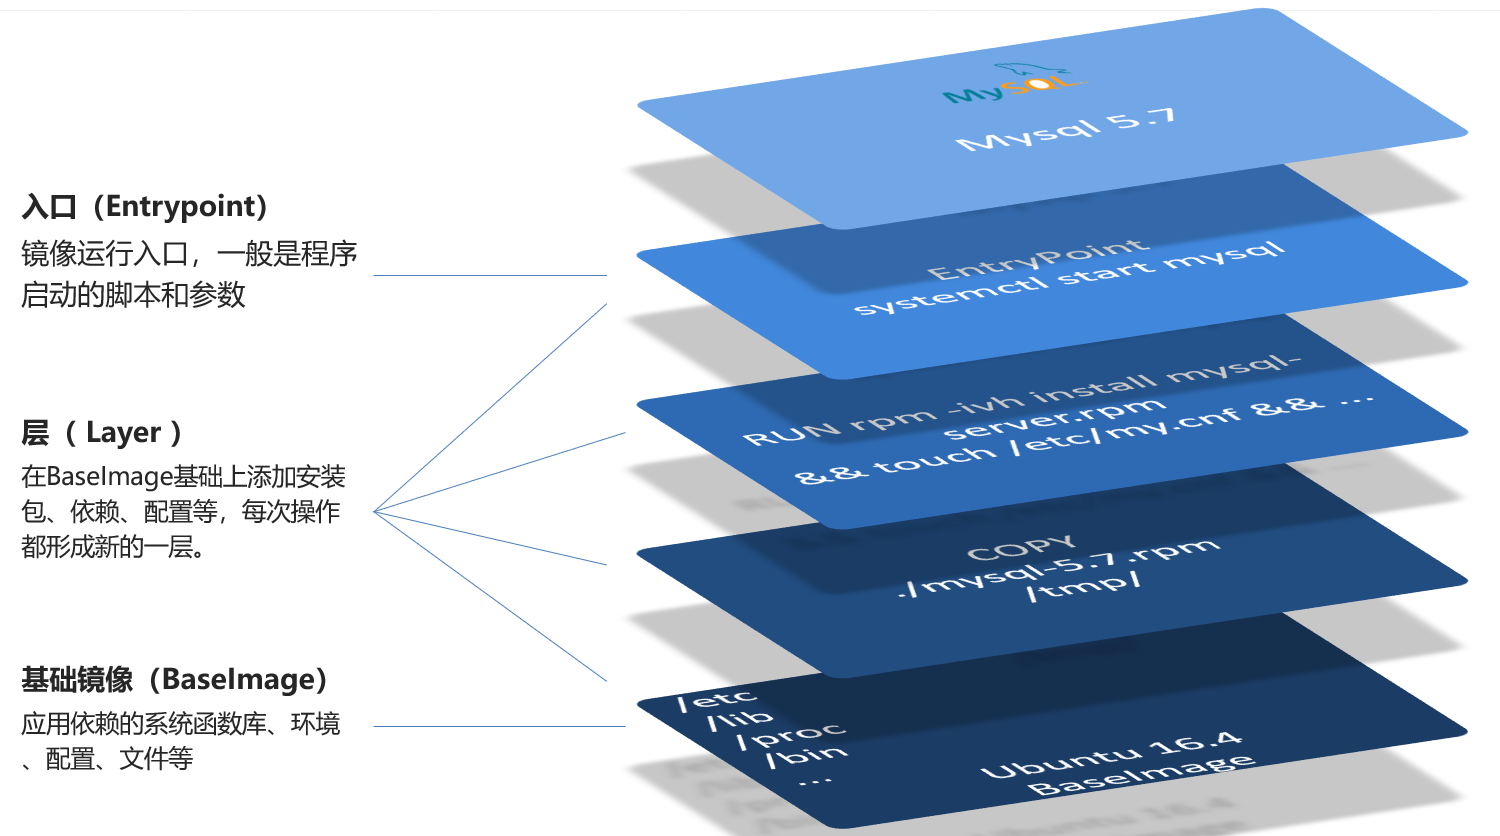 MySQL
Mysql 5.7
入口（Entrypoint）
镜像运行入口，一般是程序
启动的脚本和参数
EntryPoint
systemctl start mysql
层（ Layer ）
在BaseImage基础上添加安装
包、依赖、配置等，每次操作
都形成新的一层。
RUN rpm -ivh install mysql-
server.rpm
&& touch /etc/my.cnf && ...
COPY
./mysql-5.7.rpm
/tmp/
基础镜像（BaseImage）
应用依赖的系统函数库、环境
、配置、文件等
/etc
/lib
/proc
/bin
...
Ubuntu 16.4
BaseImage